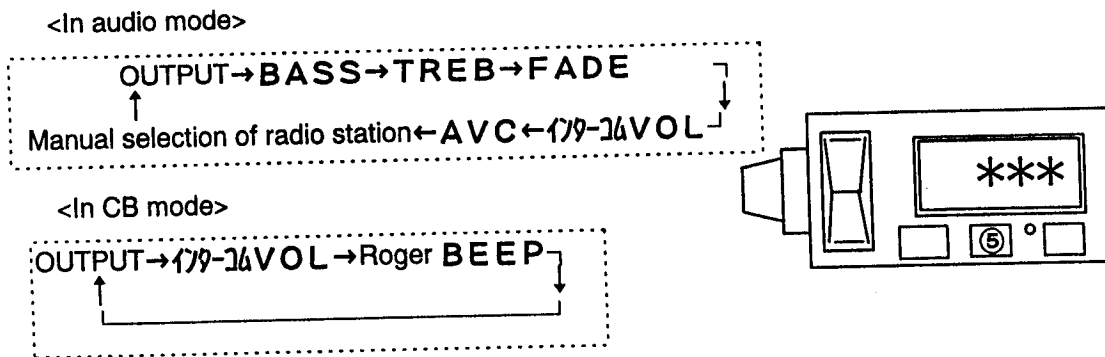 <In audio mode>
OUTPUT→BASS→TREB→FADE
Manual selection of radio station←AVC←インターコムVOL
<In CB mode>
OUTPUT→インターコムVOL→Roger BEEP
***
⑤